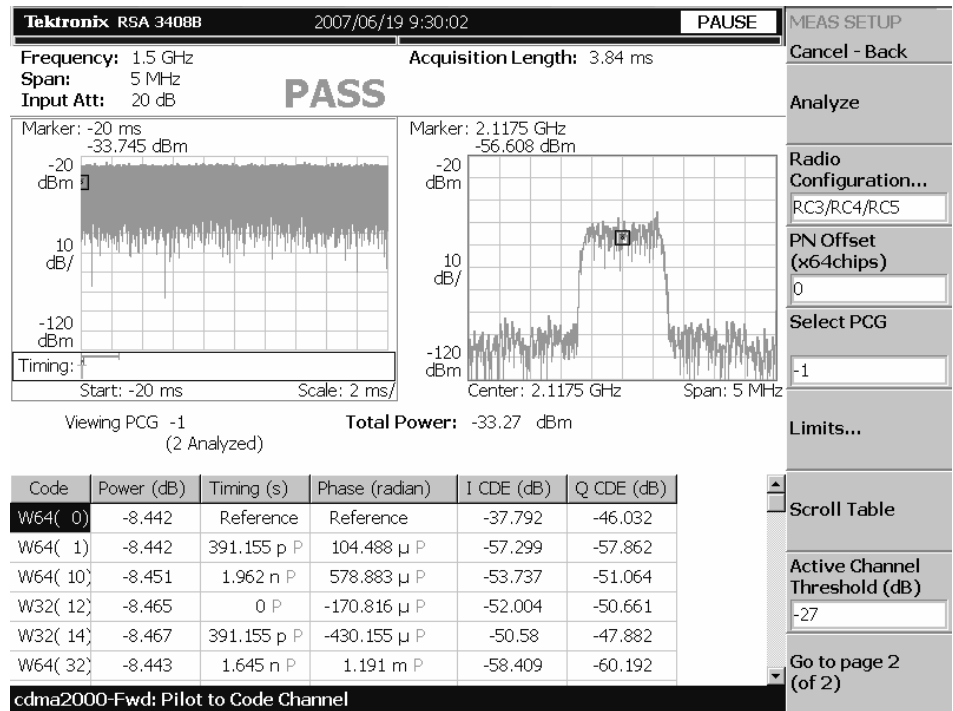 Tektronix RSA 3408B 2007/06/19 9:30:02 PAUSE
Frequency: 1.5 GHz
Span: 5 MHz
Input Att: 20 dB
Acquisition Length: 3.84 ms
PASS
Marker: -20 ms
-33.745 dBm
-20
dBm
10
dB/
-120
dBm
Timing:
Start: -20 ms Scale: 2 ms/
Marker: 2.1175 GHz
-56.608 dBm
-20
dBm
10
dB/
-120
dBm
Center: 2.1175 GHz Span: 5 MHz
Viewing PCG -1
(2 Analyzed)
Total Power: -33.27 dBm
Code Power (dB) Timing (s) Phase (radian) I CDE (dB) Q CDE (dB)
W64( 0) -8.442 Reference Reference -37.792 -46.032
W64( 1) -8.442 391.155 p P 104.488 µ P -57.299 -57.862
W64( 10) -8.451 1.962 n P 578.883 µ P -53.737 -51.064
W32( 12) -8.465 0 P -170.816 µ P -52.004 -50.661
W32( 14) -8.467 391.155 p P -430.155 µ P -50.58 -47.882
W64( 32) -8.443 1.645 n P 1.191 m P -58.409 -60.192
cdma2000-Fwd: Pilot to Code Channel
MEAS SETUP
Cancel - Back
Analyze
Radio
Configuration...
RC3/RC4/RC5
PN Offset
(x64chips)
0
Select PCG
-1
Limits...
Scroll Table
Active Channel
Threshold (dB)
-27
Go to page 2
(of 2)